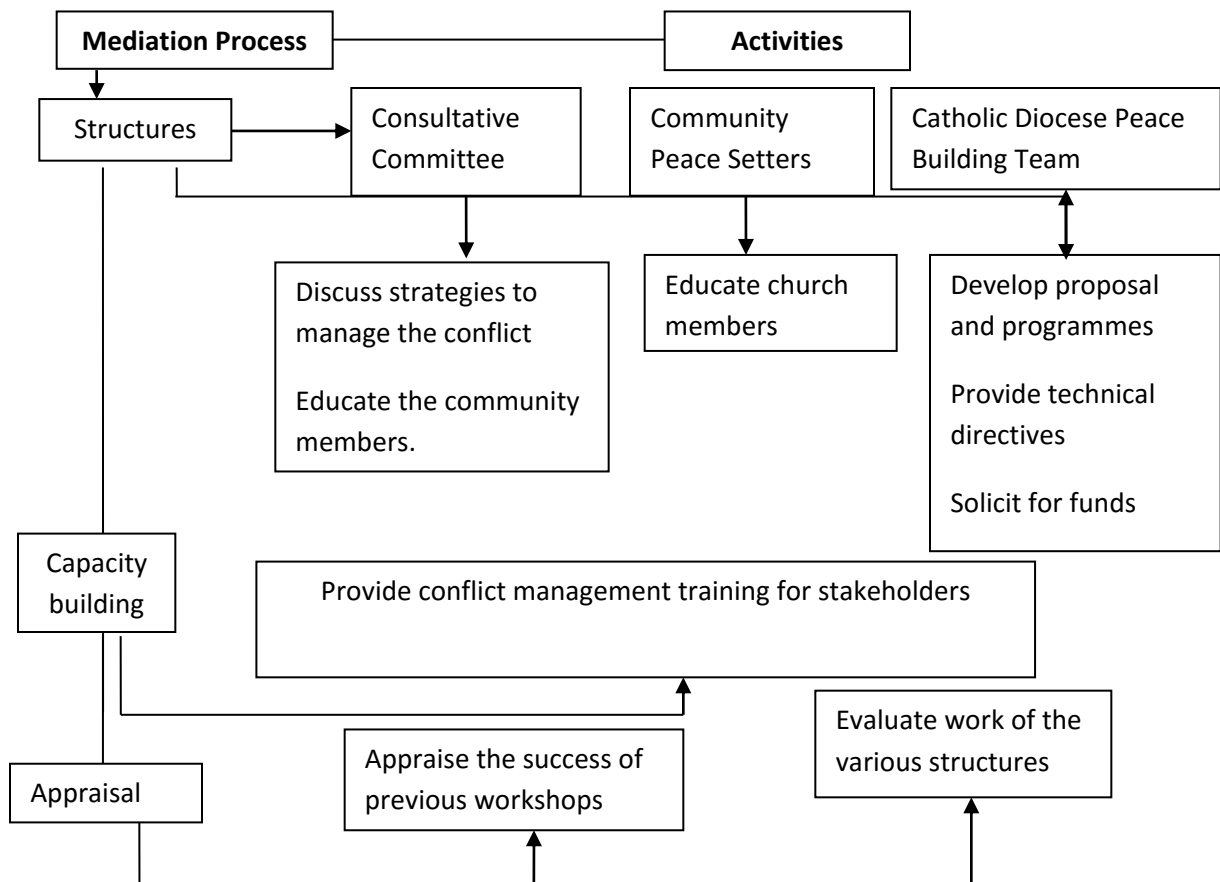 Mediation Process
Activities
Structures
Consultative
Committee
Community
Peace Setters
Catholic Diocese Peace
Building Team
Discuss strategies to
manage the conflict
Educate the community
members.
Educate church
members
Develop proposal
and programmes
Provide technical
directives
Solicit for funds
Capacity
building
Provide conflict management training for stakeholders
Appraisal
Appraise the success of
previous workshops
Evaluate work of the
various structures